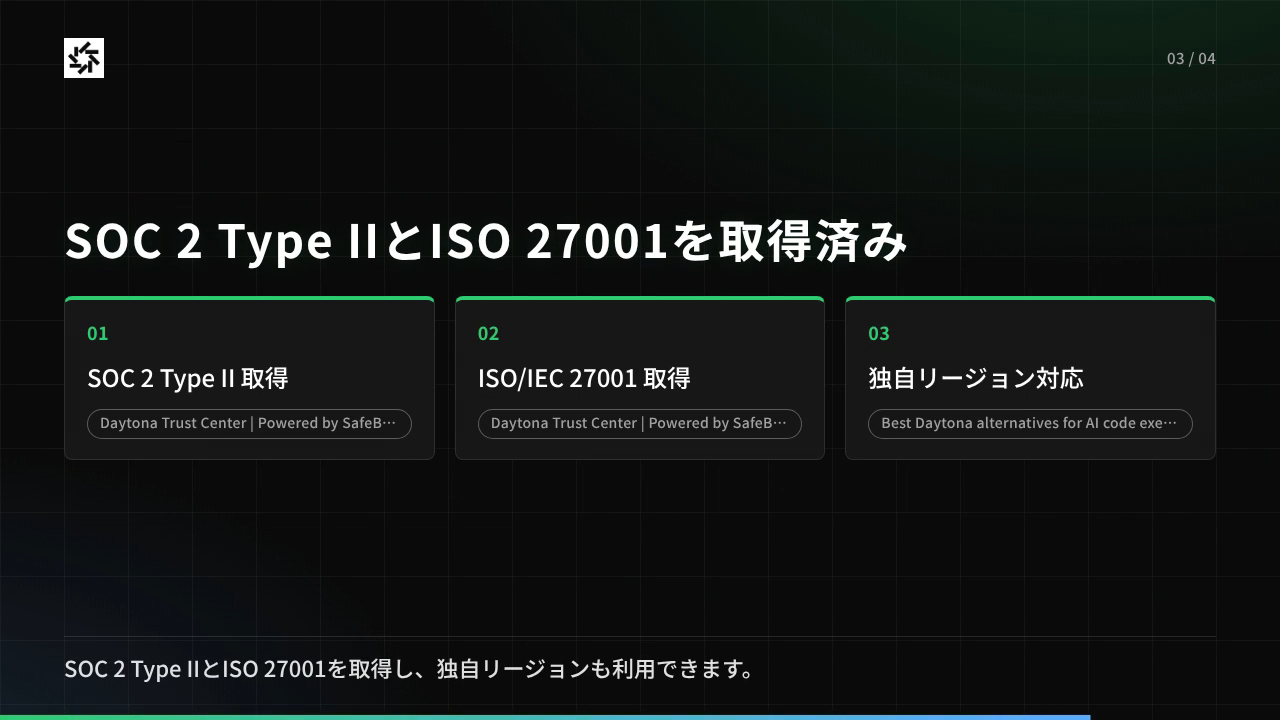 03 / 04
SOC 2 Type IIとISO 27001を取得済み
01
SOC 2 Type II 取得
Daytona Trust Center | Powered by SafeB…
02
ISO/IEC 27001 取得
Daytona Trust Center | Powered by SafeB…
03
独自リージョン対応
Best Daytona alternatives for AI code exe…
SOC 2 Type IIとISO 27001を取得し、独自リージョンも利用できます。